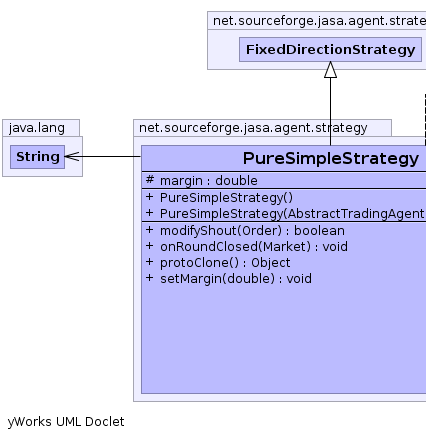 net.sourceforge.jasa.agent.strate
FixedDirectionStrategy
java.lang
String
net.sourceforge.jasa.agent.strategy
PureSimpleStrategy
# margin : double
+ PureSimpleStrategy()
+ PureSimpleStrategy(AbstractTradingAgent
+ modifyShout(Order) : boolean
+ onRoundClosed(Market) : void
+ protoClone() : Object
+ setMargin(double) : void
yWorks UML Doclet